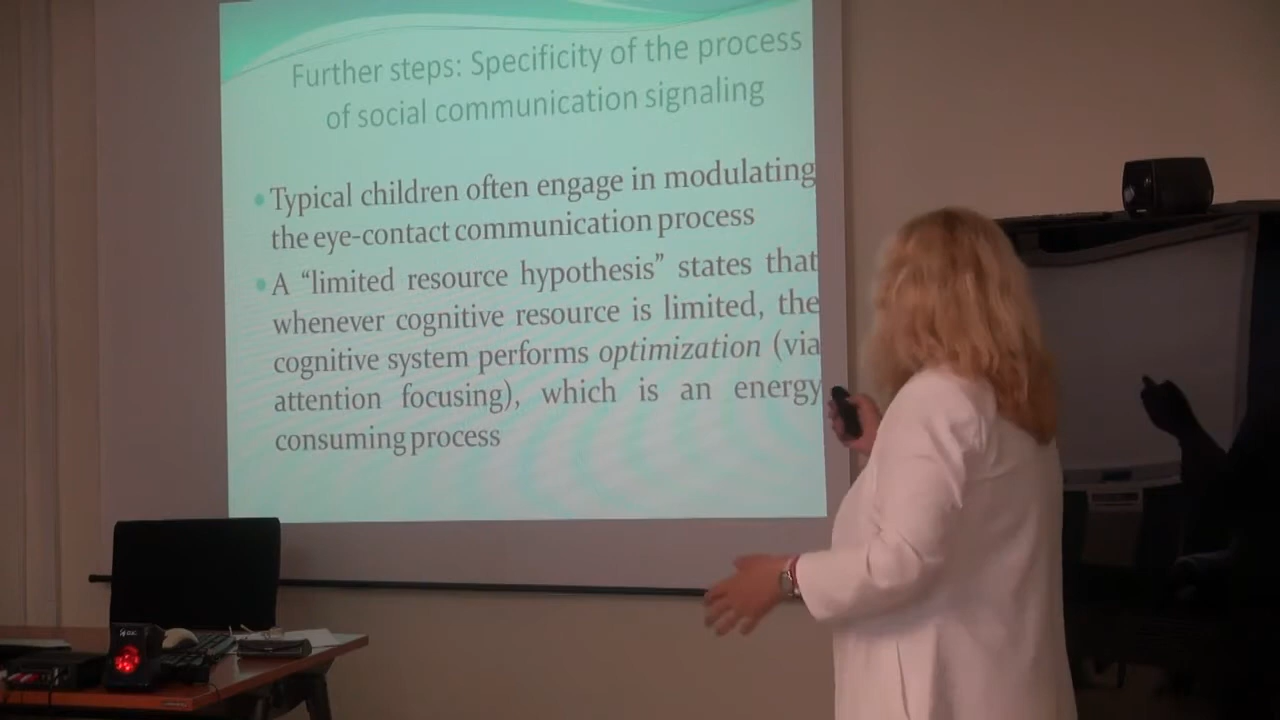 Further steps: Specificity of the process
of social communication signaling
• Typical children often engage in modulating
the eye-contact communication process
• A “limited resource hypothesis” states that
whenever cognitive resource is limited, the
cognitive system performs optimization (via
attention focusing), which is an energy
consuming process